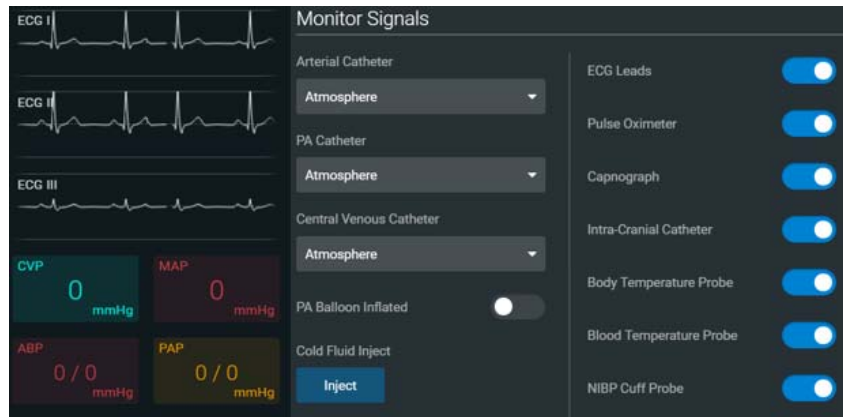 ECG I
ECG II
ECG III
CVP
0
mmHg
MAP
0
mmHg
ABP
0 / 0
mmHg
PAP
0 / 0
mmHg
Monitor Signals
Arterial Catheter
Atmosphere
PA Catheter
Atmosphere
Central Venous Catheter
Atmosphere
PA Balloon Inflated
Cold Fluid Inject
Inject
ECG Leads
Pulse Oximeter
Capnograph
Intra-Cranial Catheter
Body Temperature Probe
Blood Temperature Probe
NIBP Cuff Probe